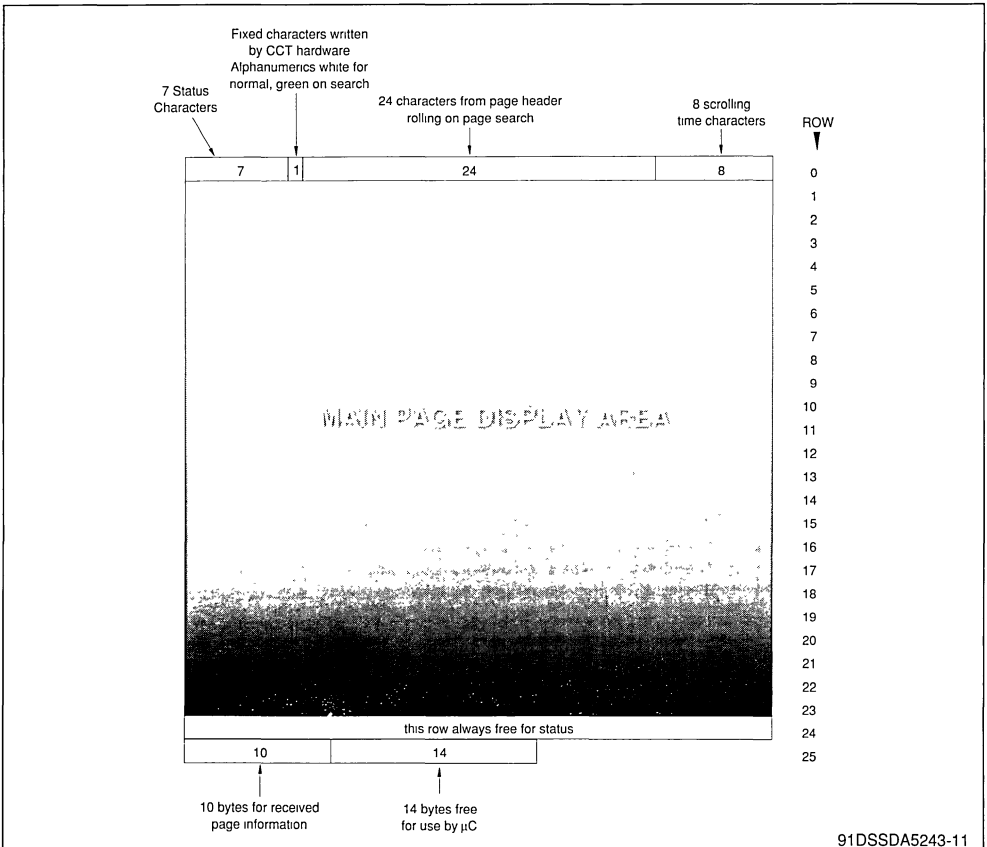 Fixed characters written
by CCT hardware
Alphanumerics white for
normal, green on search
7 Status
Characters
24 characters from page header
rolling on page search
8 scrolling
time characters
ROW
7 1 24 8 0
1
2
3
4
5
6
7
8
9
10
MAIN PAGE DISPLAY AREA
11
12
13
14
15
16
17
18
19
20
21
22
23
this row always free for status 24
10 14 25
10 bytes for received
page information
14 bytes free
for use by μC
91DSSDA5243-11